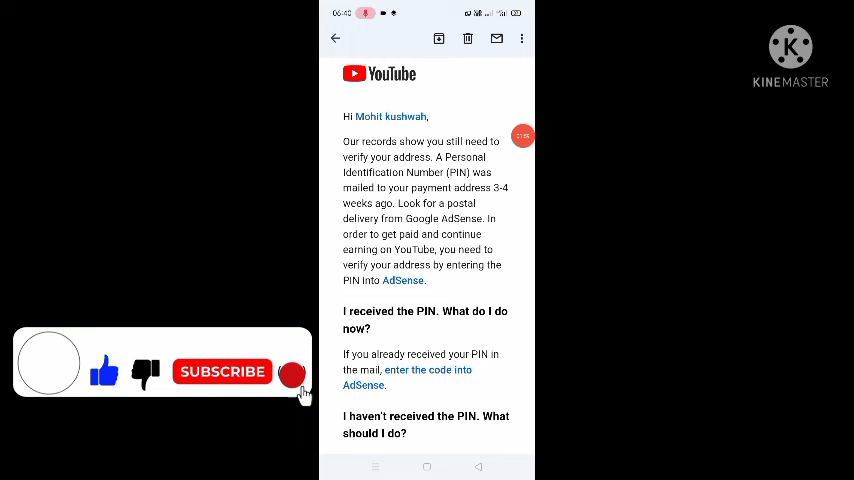 06:40
YouTube
K
KINEMASTER
Hi Mohit kushwah,
01:59
Our records show you still need to
verify your address. A Personal
Identification Number (PIN) was
mailed to your payment address 3-4
weeks ago. Look for a postal
delivery from Google AdSense. In
order to get paid and continue
earning on YouTube, you need to
verify your address by entering the
PIN into AdSense.
I received the PIN. What do I do
now?
If you already received your PIN in
the mail, enter the code into
AdSense.
SUBSCRIBE
I haven't received the PIN. What
should I do?